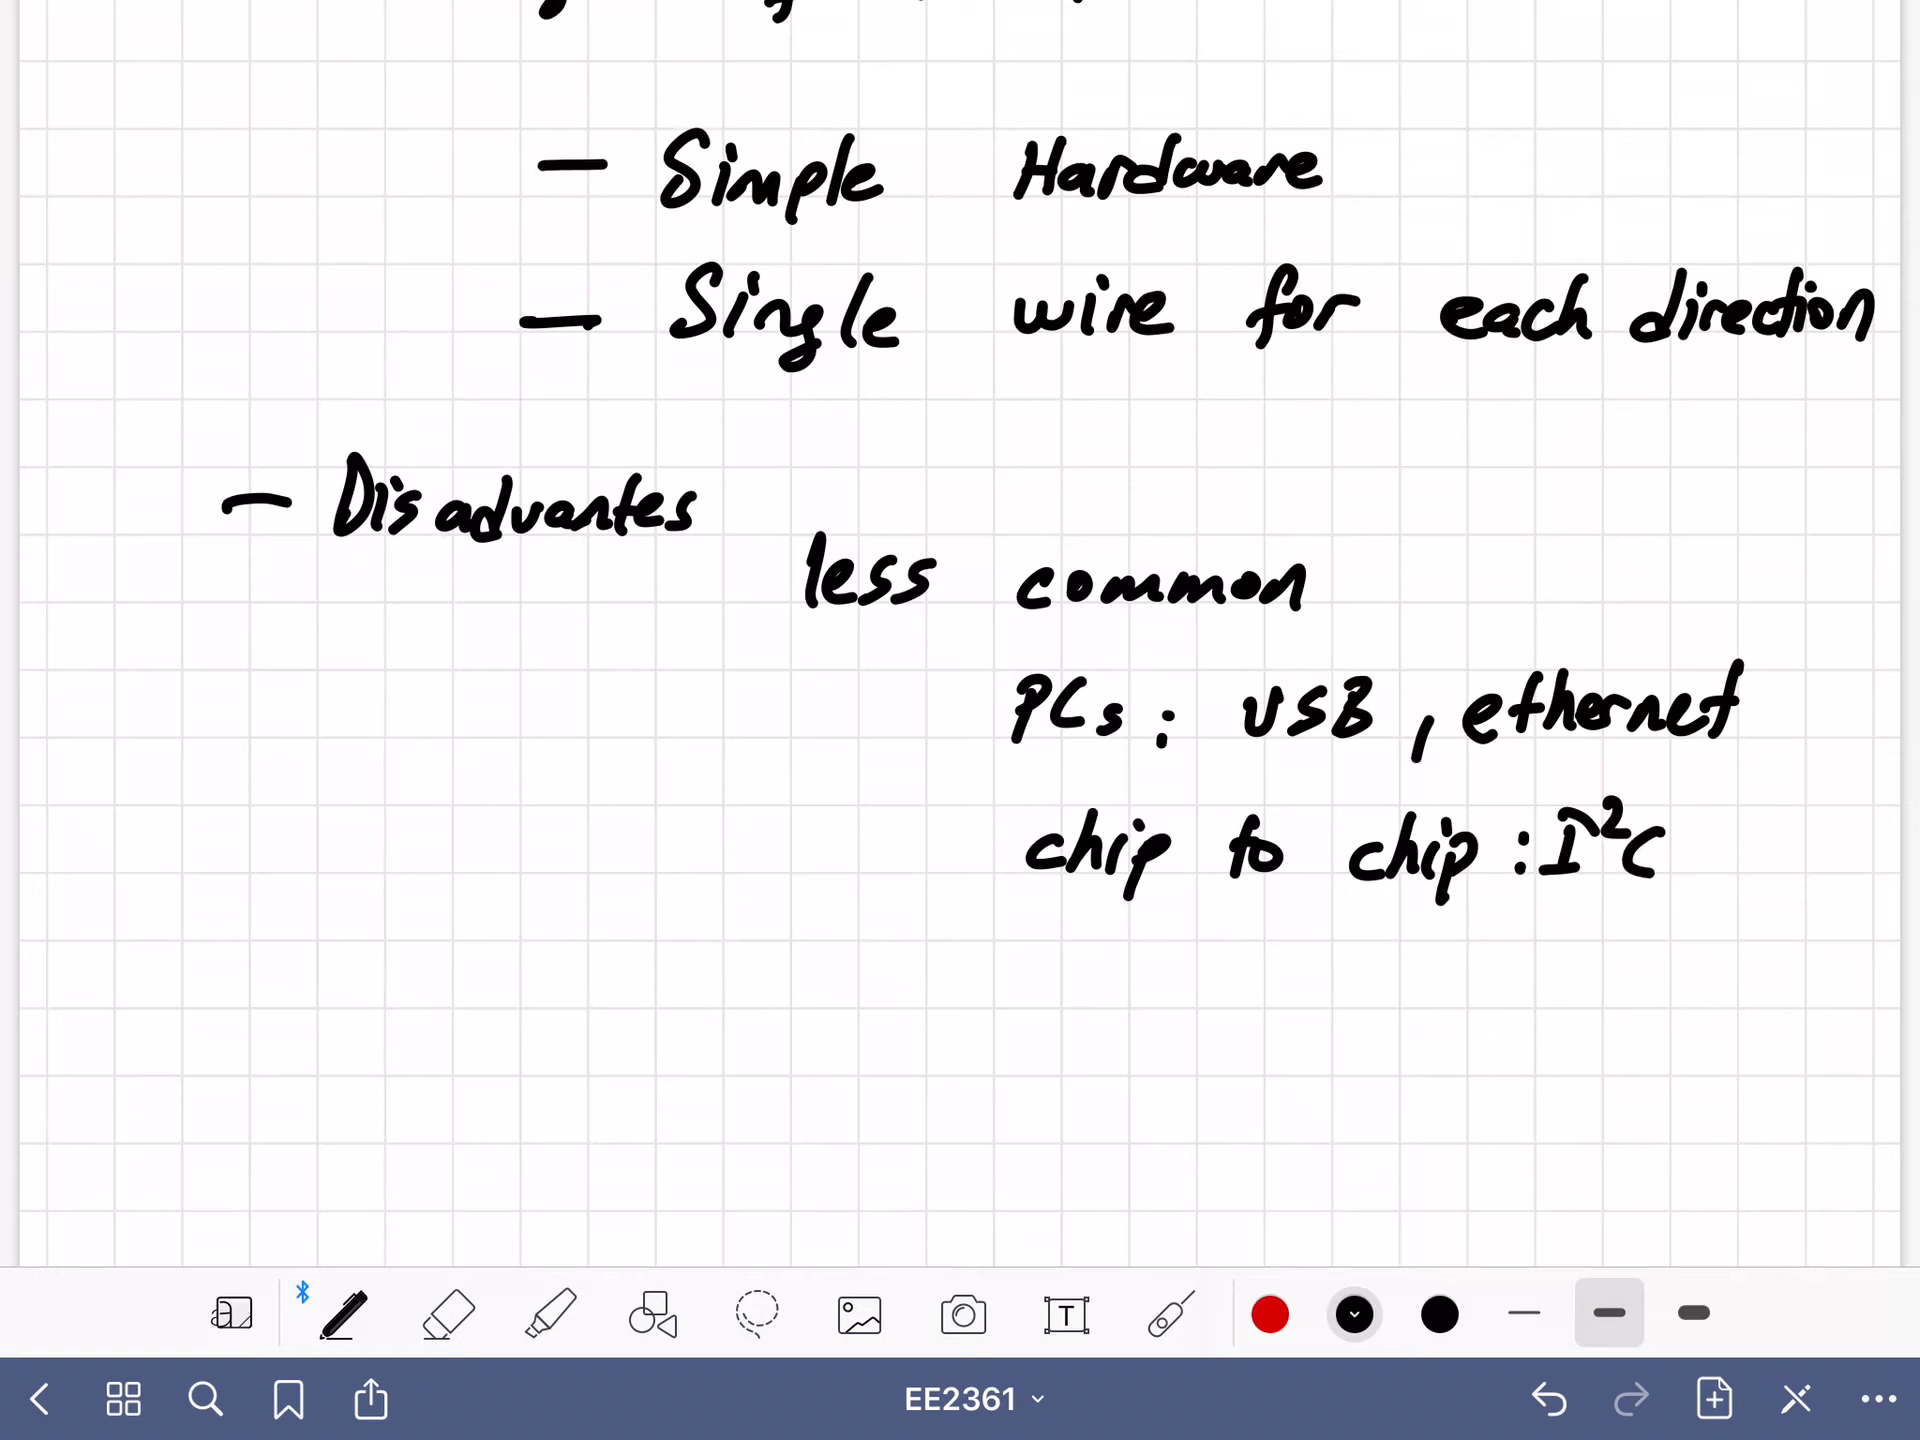 — Simple Hardware
— Single wire for each direction
— Disadvantes
less common
PCs: USB, ethernet
chip to chip: I²C
T
EE2361